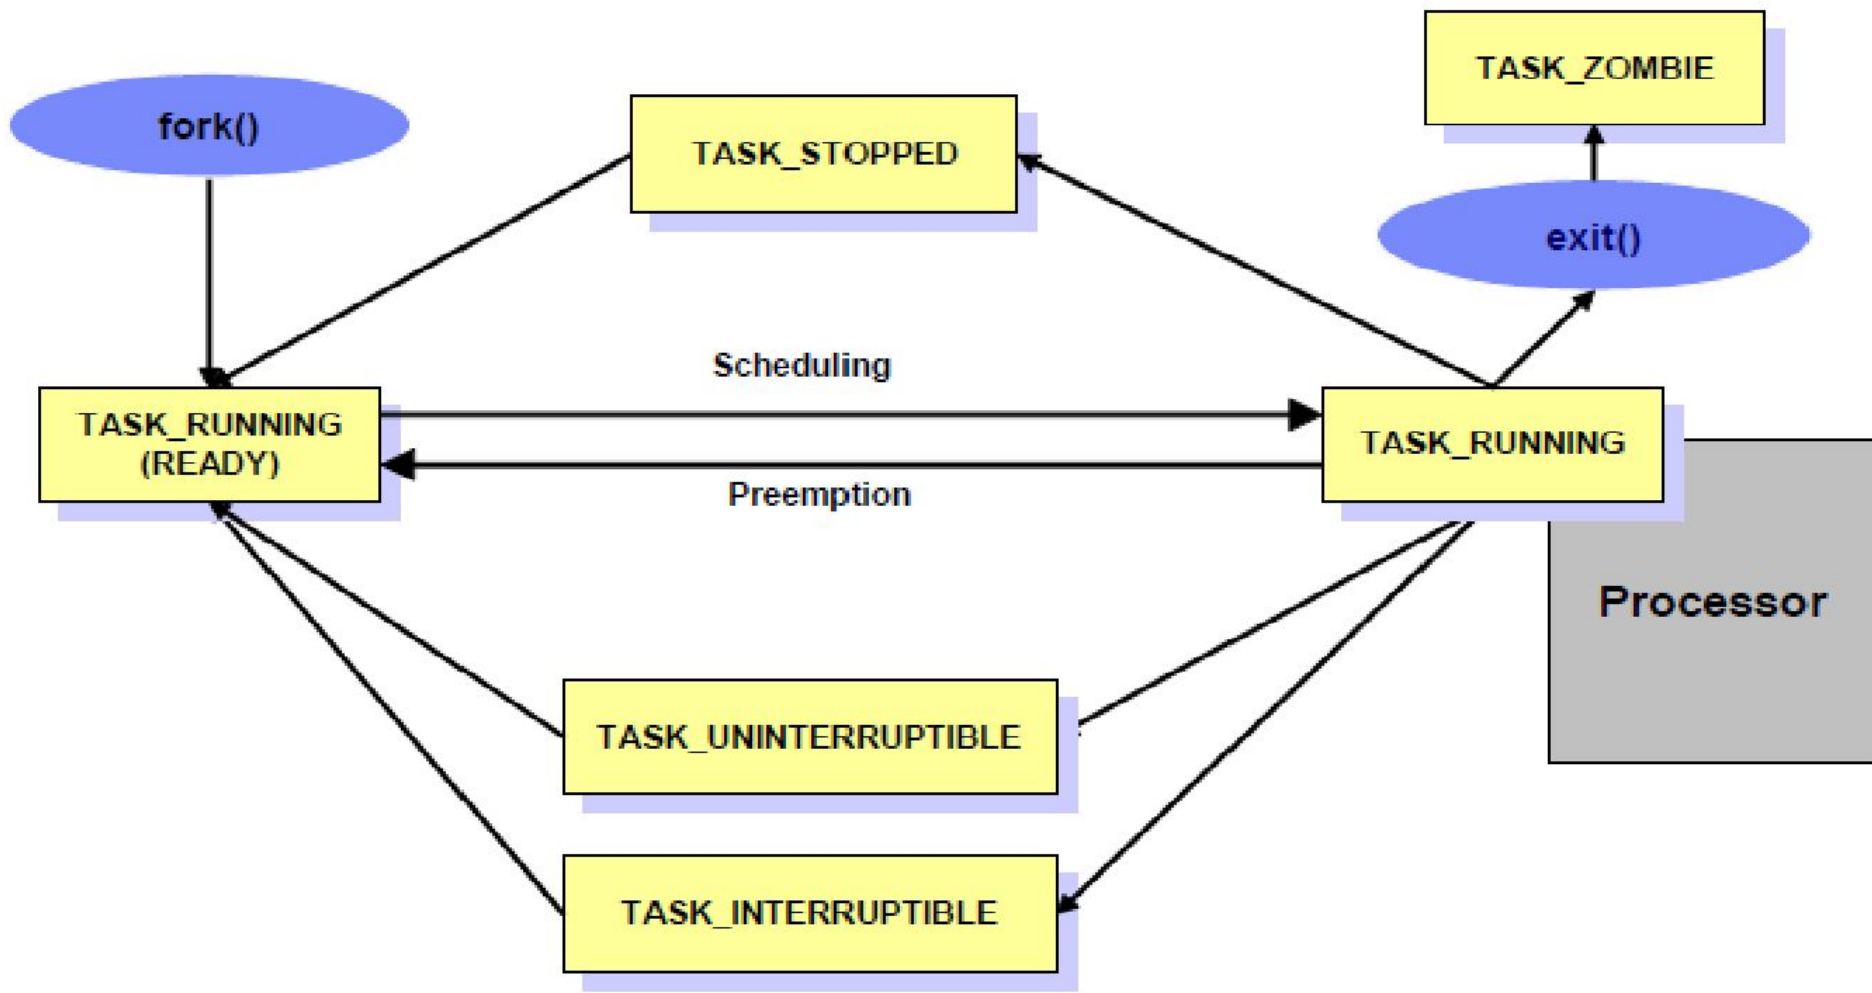 TASK_ZOMBIE
fork()
TASK_STOPPED
exit()
Scheduling
TASK_RUNNING
(READY)
TASK_RUNNING
Preemption
Processor
TASK_UNINTERRUPTIBLE
TASK_INTERRUPTIBLE